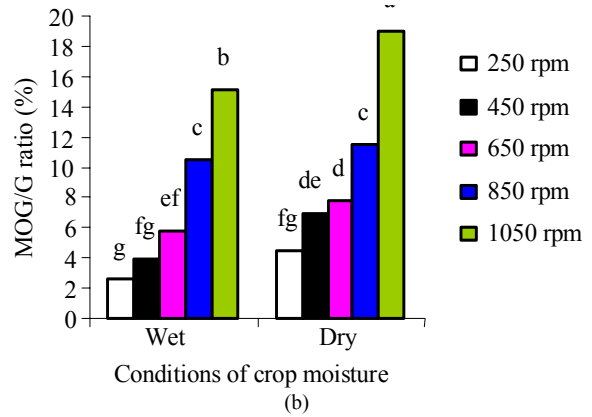 20
18
16
14
12
10
8
6
4
2
0
MOG/G ratio (%)
g
fg
ef
c
b
fg
de
d
c
Wet
Dry
Conditions of crop moisture
(b)
250 rpm
450 rpm
650 rpm
850 rpm
1050 rpm